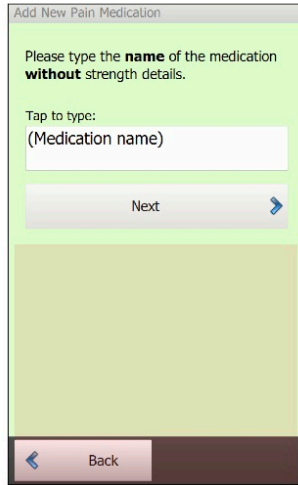 Add New Pain Medication
Please type the name of the medication
without strength details.
Tap to type:
(Medication name)
Next
Back